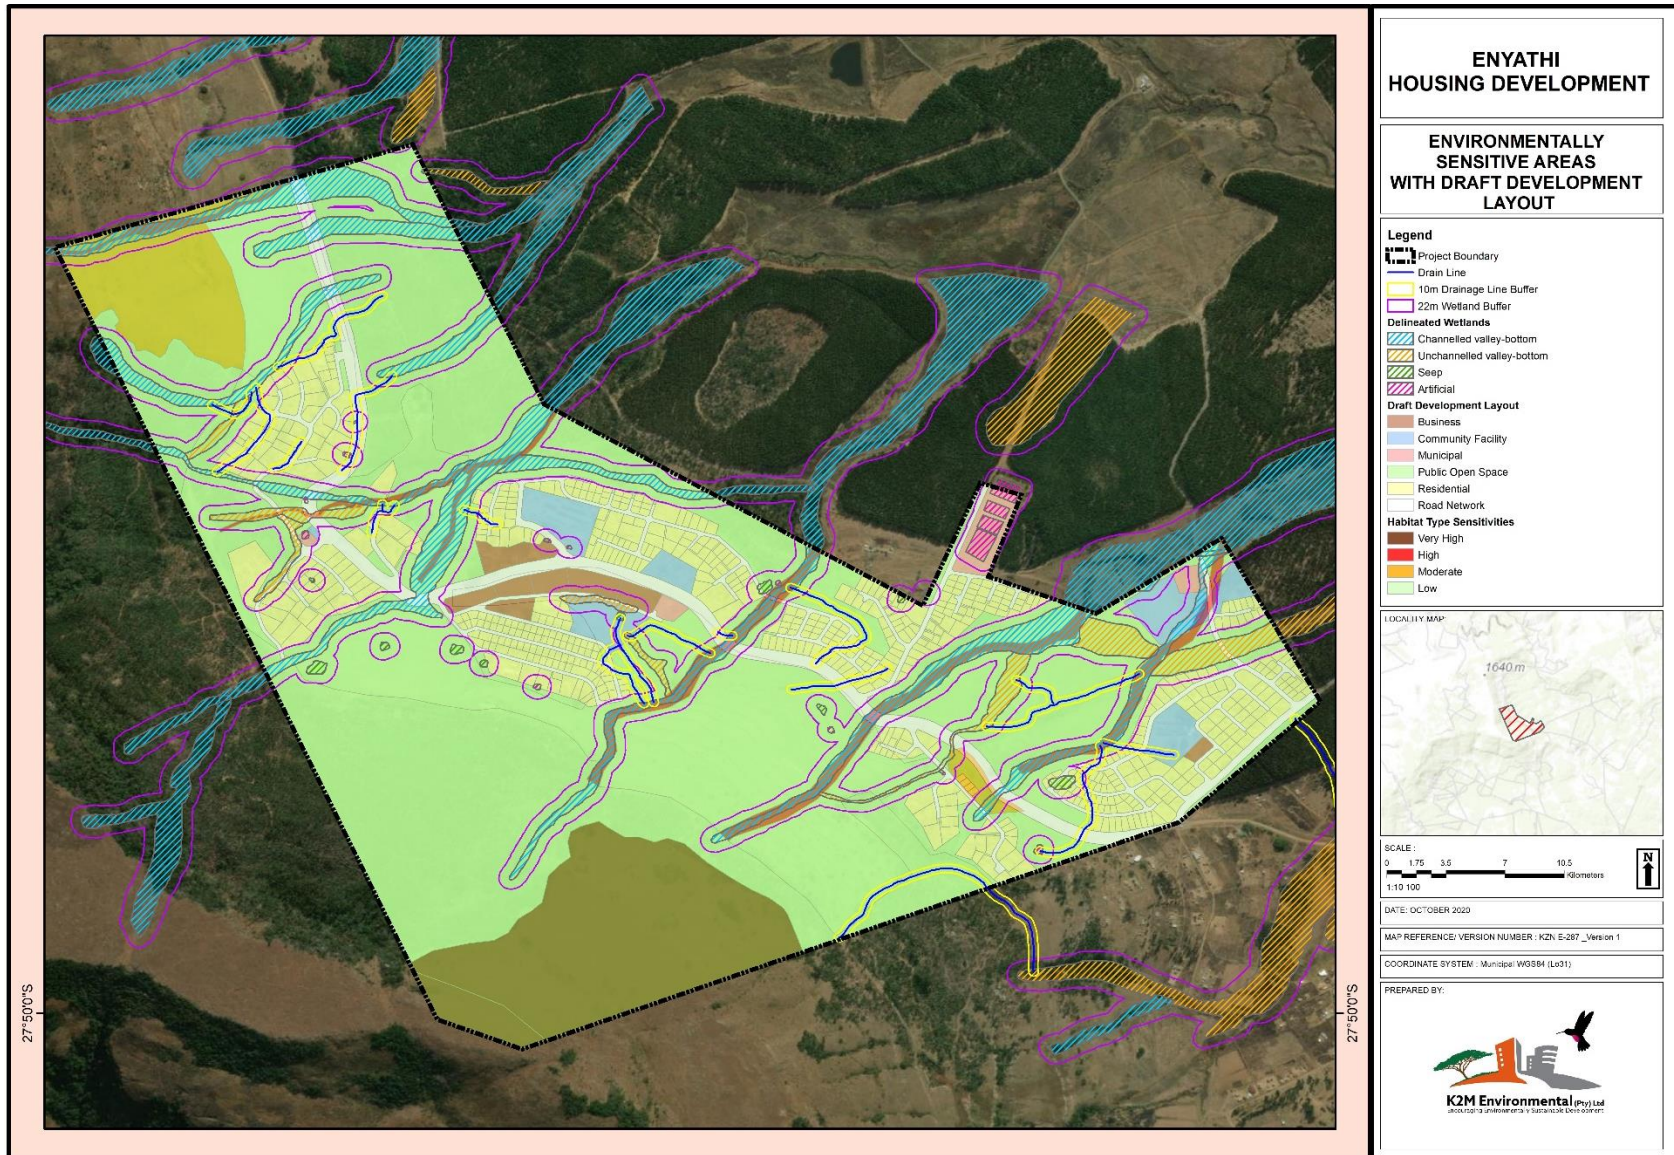 ENYATHI
HOUSING DEVELOPMENT
ENVIRONMENTALLY
SENSITIVE AREAS
WITH DRAFT DEVELOPMENT
LAYOUT
Legend
Project Boundary
Drain Line
10m Drainage Line Buffer
22m Wetland Buffer
Delineated Wetlands
Channelled valley-bottom
Unchannelled valley-bottom
Seep
Artificial
Draft Development Layout
Business
Community Facility
Municipal
Public Open Space
Residential
Road Network
Habitat Type Sensitivities
Very High
High
Moderate
Low
LOCALITY MAP:
1640 m
SCALE :
0 1.75 3.5 7 10.5
Kilometers
1:10 100
N
DATE: OCTOBER 2020
MAP REFERENCE/ VERSION NUMBER : KZN E-287 _Version 1
COORDINATE SYSTEM : Municipal WGS84 (Lo31)
PREPARED BY:
K2M Environmental (Pty) Ltd
Encouraging Environmentally Sustainable Development
27°50'0"S
27°50'0"S